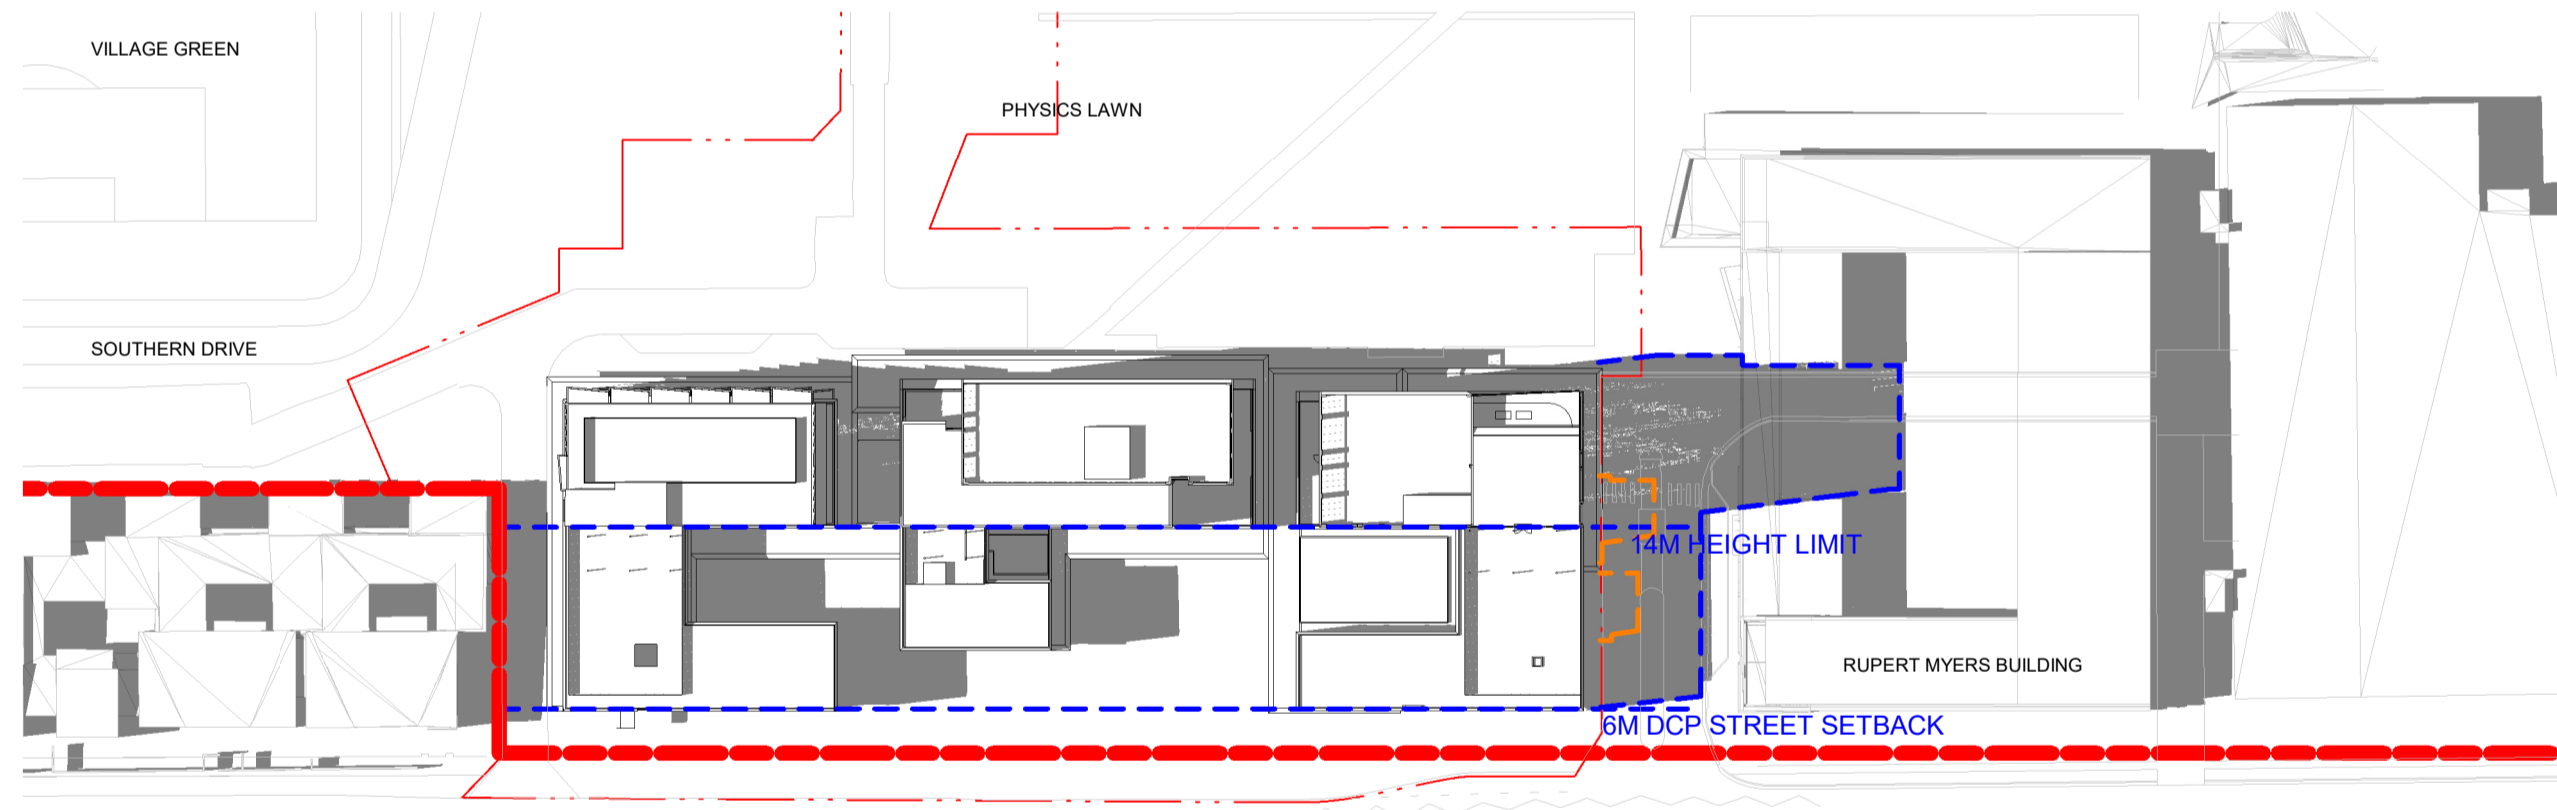 VILLAGE GREEN
PHYSICS LAWN
SOUTHERN DRIVE
14M HEIGHT LIMIT
RUPERT MYERS BUILDING
6M DCP STREET SETBACK